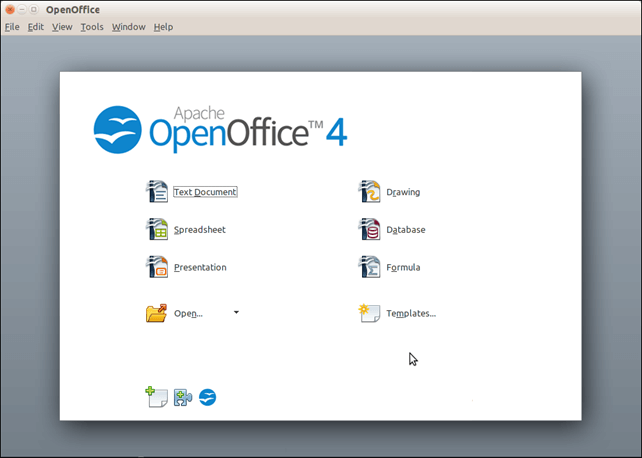 OpenOffice
File Edit View Tools Window Help
Apache
OpenOffice™ 4
Text Document
Drawing
Spreadsheet
Database
Presentation
Formula
Open...
Templates...